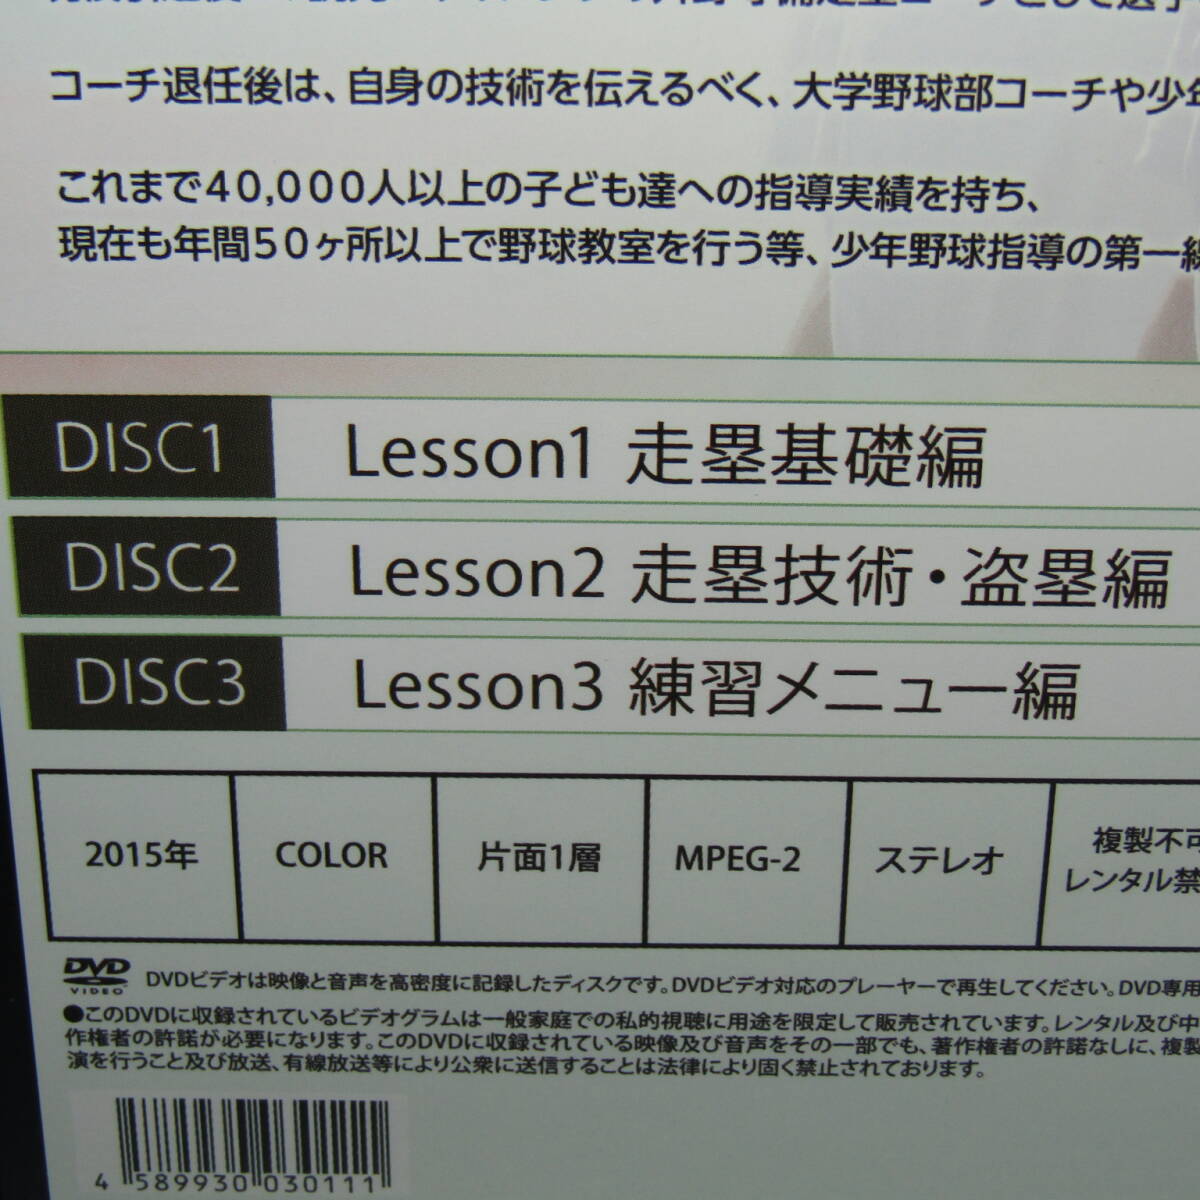 コーチ退任後は、自身の技術を伝えるべく、大学野球部コーチや少年
これまで40,000人以上の子ども達への指導実績を持ち、
現在も年間50ヶ所以上で野球教室を行う等、少年野球指導の第一線
DISC1 Lesson1 走塁基礎編
DISC2 Lesson2 走塁技術・盗塁編
DISC3 Lesson3 練習メニュー編
2015年 COLOR 片面1層 MPEG-2 ステレオ 複製不可
レンタル禁
DVD VIDEO DVDビデオは映像と音声を高密度に記録したディスクです。DVDビデオ対応のプレーヤーで再生してください。DVD専用
●このDVDに収録されているビデオグラムは一般家庭での私的視聴に用途を限定して販売されています。レンタル及び中
作権者の許諾が必要になります。このDVDに収録されている映像及び音声をその一部でも、著作権者の許諾なしに、複製
演を行うこと及び放送、有線放送等により公衆に送信することは法律により固く禁止されております。
4 589930 030111